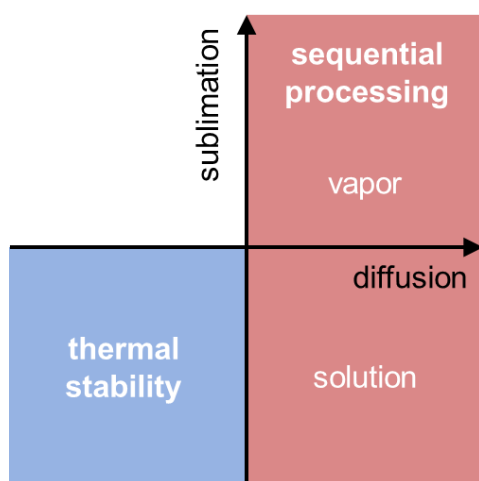 sublimation
sequential
processing
vapor
diffusion
thermal
stability
solution